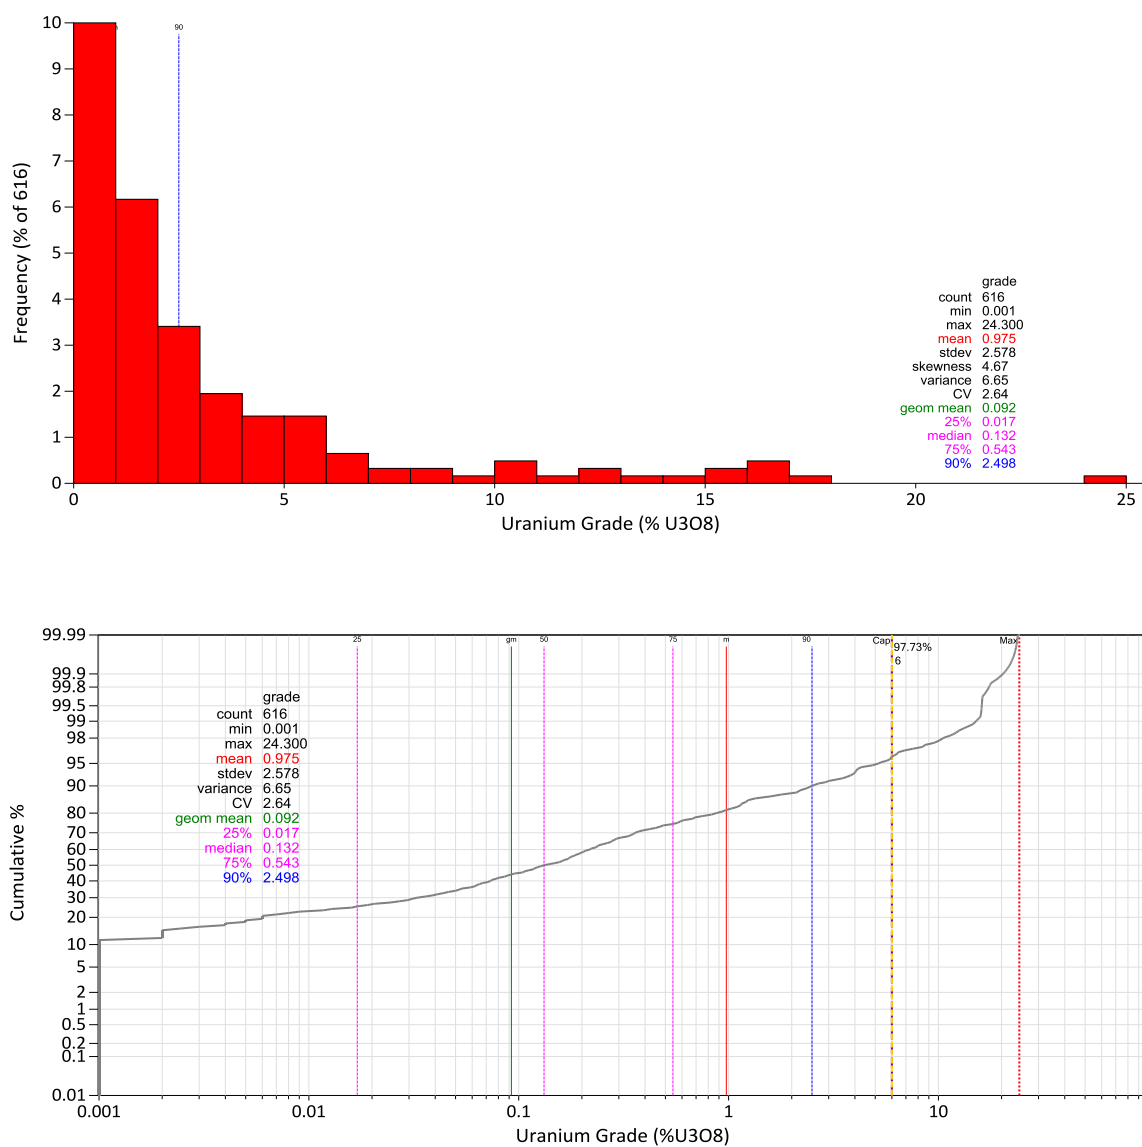 10
9
8
7
6
5
4
3
2
1
0
Frequency (% of 616)
90
grade
count 616
min 0.001
max 24.300
mean 0.975
stdev 2.578
skewness 4.67
variance 6.65
CV 2.64
geom mean 0.092
25% 0.017
median 0.132
75% 0.543
90% 2.498
0 5 10 15 20 25
Uranium Grade (% U3O8)
99.99
99.9
99.8
99.5
99
98
95
90
80
70
60
50
40
30
20
10
5
2
1
0.5
0.2
0.1
0.01
Cumulative %
25 gm 50 75 m 90 Cap Max
97.73%
6
grade
count 616
min 0.001
max 24.300
mean 0.975
stdev 2.578
variance 6.65
CV 2.64
geom mean 0.092
25% 0.017
median 0.132
75% 0.543
90% 2.498
0.001 0.01 0.1 1 10
Uranium Grade (%U3O8)